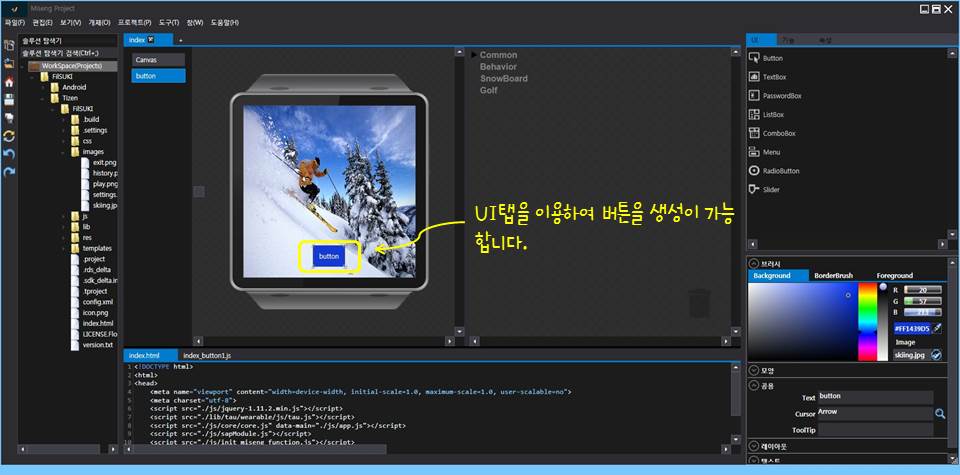 Miseng Project
파일(F) 편집(E) 보기(V) 개체(O) 프로젝트(P) 도구(T) 창(W) 도움말(H)
솔루션 탐색기
솔루션 탐색기 검색(Ctrl+;)
WorkSpace(Projects)
FilSUKI
Android
Tizen
FilSUKI
.build
.settings
css
images
exit.png
history.p
play.png
settings.
skiing.jp
js
lib
res
templates
.project
.rds_delta
.sdk_delta.in
.tproject
config.xml
icon.png
index.html
LICENSE.Flo
version.txt
index
+
Canvas
button
button
Common
Behavior
SnowBoard
Golf
UI탭을 이용하여 버튼을 생성이 가능
합니다.
index.html index_button1.js
<!DOCTYPE html>
<html>
<head>
<meta name="viewport" content="width=device-width, initial-scale=1.0, maximum-scale=1.0, user-scalable=no">
<meta charset="utf-8">
<script src="./js/jquery-1.11.2.min.js"></script>
<script src="./lib/tau/wearable/js/tau.js"></script>
<script src="./js/core/core.js" data-main="./js/app.js"></script>
<script src="./js/sapModule.js"></script>
<script src="./js/init_miseng_function.js"></script>
1
2
3
4
5
6
7
8
9
10
UI 기능 속성
Button
TextBox
PasswordBox
ListBox
ComboBox
Menu
RadioButton
Slider
브러시
Background BorderBrush Foreground
R 20
G 57
B 213
#FF1439D5
Image
skiing.jpg
모양
공용
Text button
Cursor Arrow
ToolTip
레이아웃
텍스트